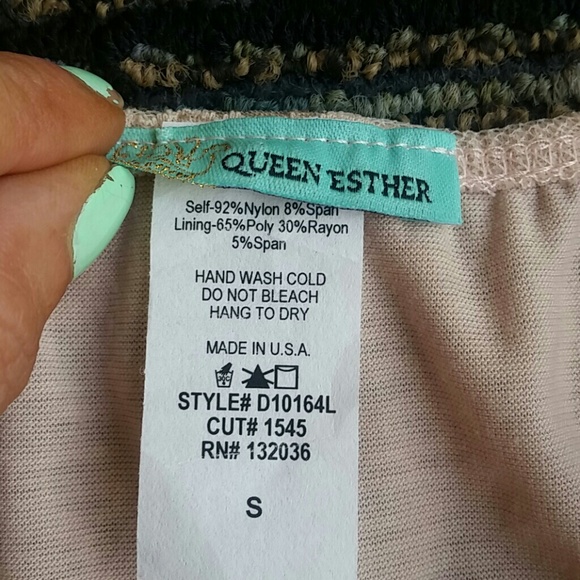 QUEEN ESTHER
Self-92%Nylon 8%Span
Lining-65%Poly 30%Rayon
5%Span
HAND WASH COLD
DO NOT BLEACH
HANG TO DRY
MADE IN U.S.A.
STYLE# D10164L
CUT# 1545
RN# 132036
S